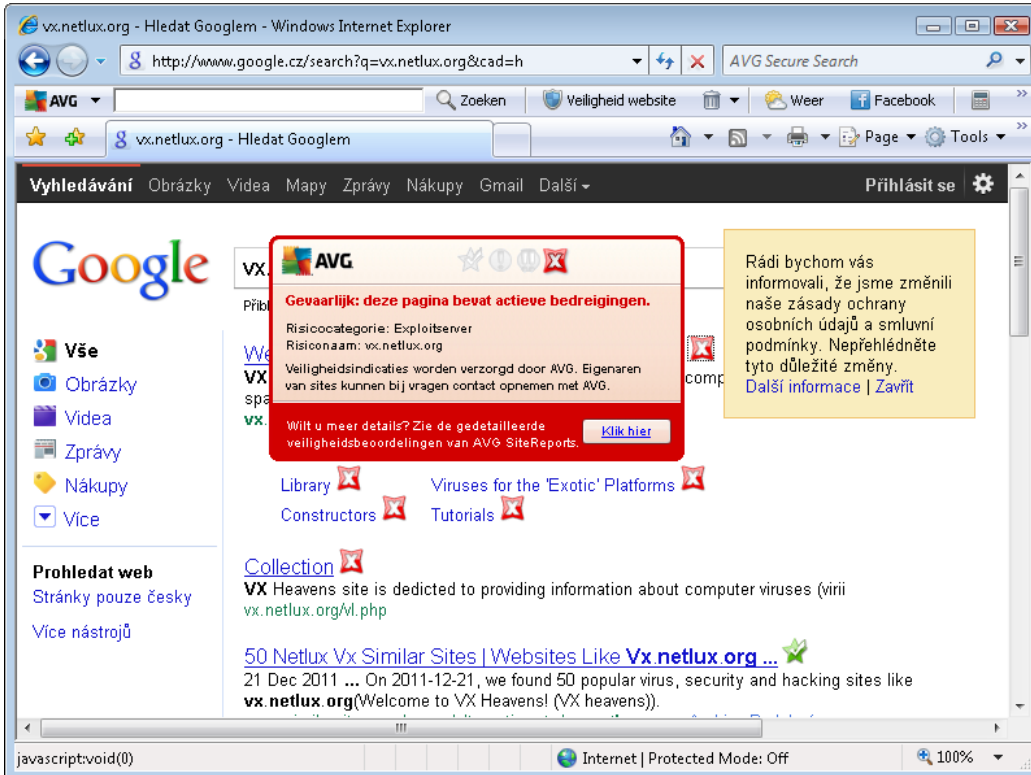 vx.netlux.org - Hledat Googlem - Windows Internet Explorer
http://www.google.cz/search?q=vx.netlux.org&cad=h
AVG Secure Search
AVG
Zoeken
Veiligheid website
Weer
Facebook
vx.netlux.org - Hledat Googlem
Page
Tools
Vyhledávání Obrázky Videa Mapy Zprávy Nákupy Gmail Další
Přihlásit se
Google
vx.
Přibl
AVG
Gevaarlijk: deze pagina bevat actieve bedreigingen.
Risicocategorie: Exploitserver
Risiconaam: vx.netlux.org
Veiligheidsindicaties worden verzorgd door AVG. Eigenaren
van sites kunnen bij vragen contact opnemen met AVG.
Wilt u meer details? Zie de gedetailleerde
veiligheidsbeoordelingen van AVG SiteReports.
Klik hier
Rádi bychom vás
informovali, že jsme změnili
naše zásady ochrany
osobních údajů a smluvní
podmínky. Nepřehlédněte
tyto důležité změny.
Další informace | Zavřít
Vše
Obrázky
Videa
Zprávy
Nákupy
Více
Prohledat web
Stránky pouze česky
Více nástrojů
We
VX
comp
spa
vx.
Library
Viruses for the 'Exotic' Platforms
Constructors
Tutorials
Collection
VX Heavens site is dedicted to providing information about computer viruses (virii
vx.netlux.org/vl.php
50 Netlux Vx Similar Sites | Websites Like Vx.netlux.org ...
21 Dec 2011 ... On 2011-12-21, we found 50 popular virus, security and hacking sites like
vx.netlux.org(Welcome to VX Heavens! (VX heavens)).
javascript:void(0)
Internet | Protected Mode: Off
100%